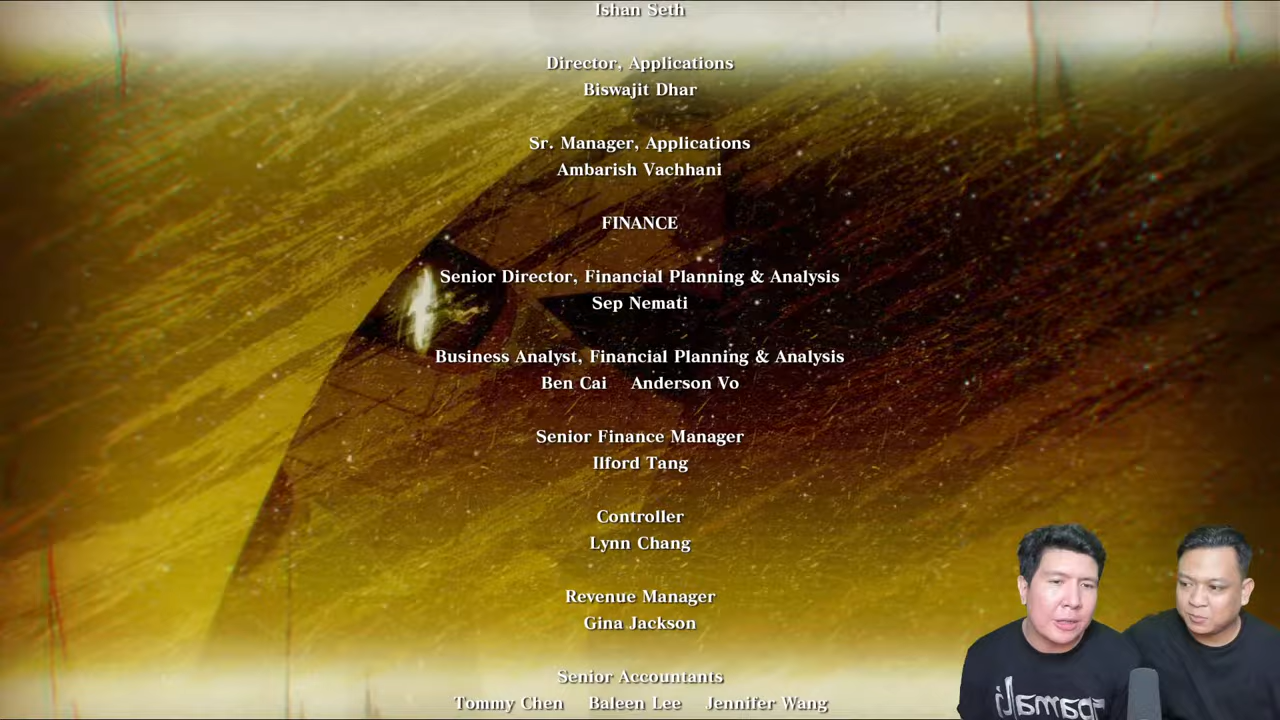 Ishan Seth
Director, Applications
Biswajit Dhar
Sr. Manager, Applications
Ambarish Vachhani
FINANCE
Senior Director, Financial Planning & Analysis
Sep Nemati
Business Analyst, Financial Planning & Analysis
Ben Cai Anderson Vo
Senior Finance Manager
Ilford Tang
Controller
Lynn Chang
Revenue Manager
Gina Jackson
Senior Accountants
Tommy Chen Baleen Lee Jennifer Wang